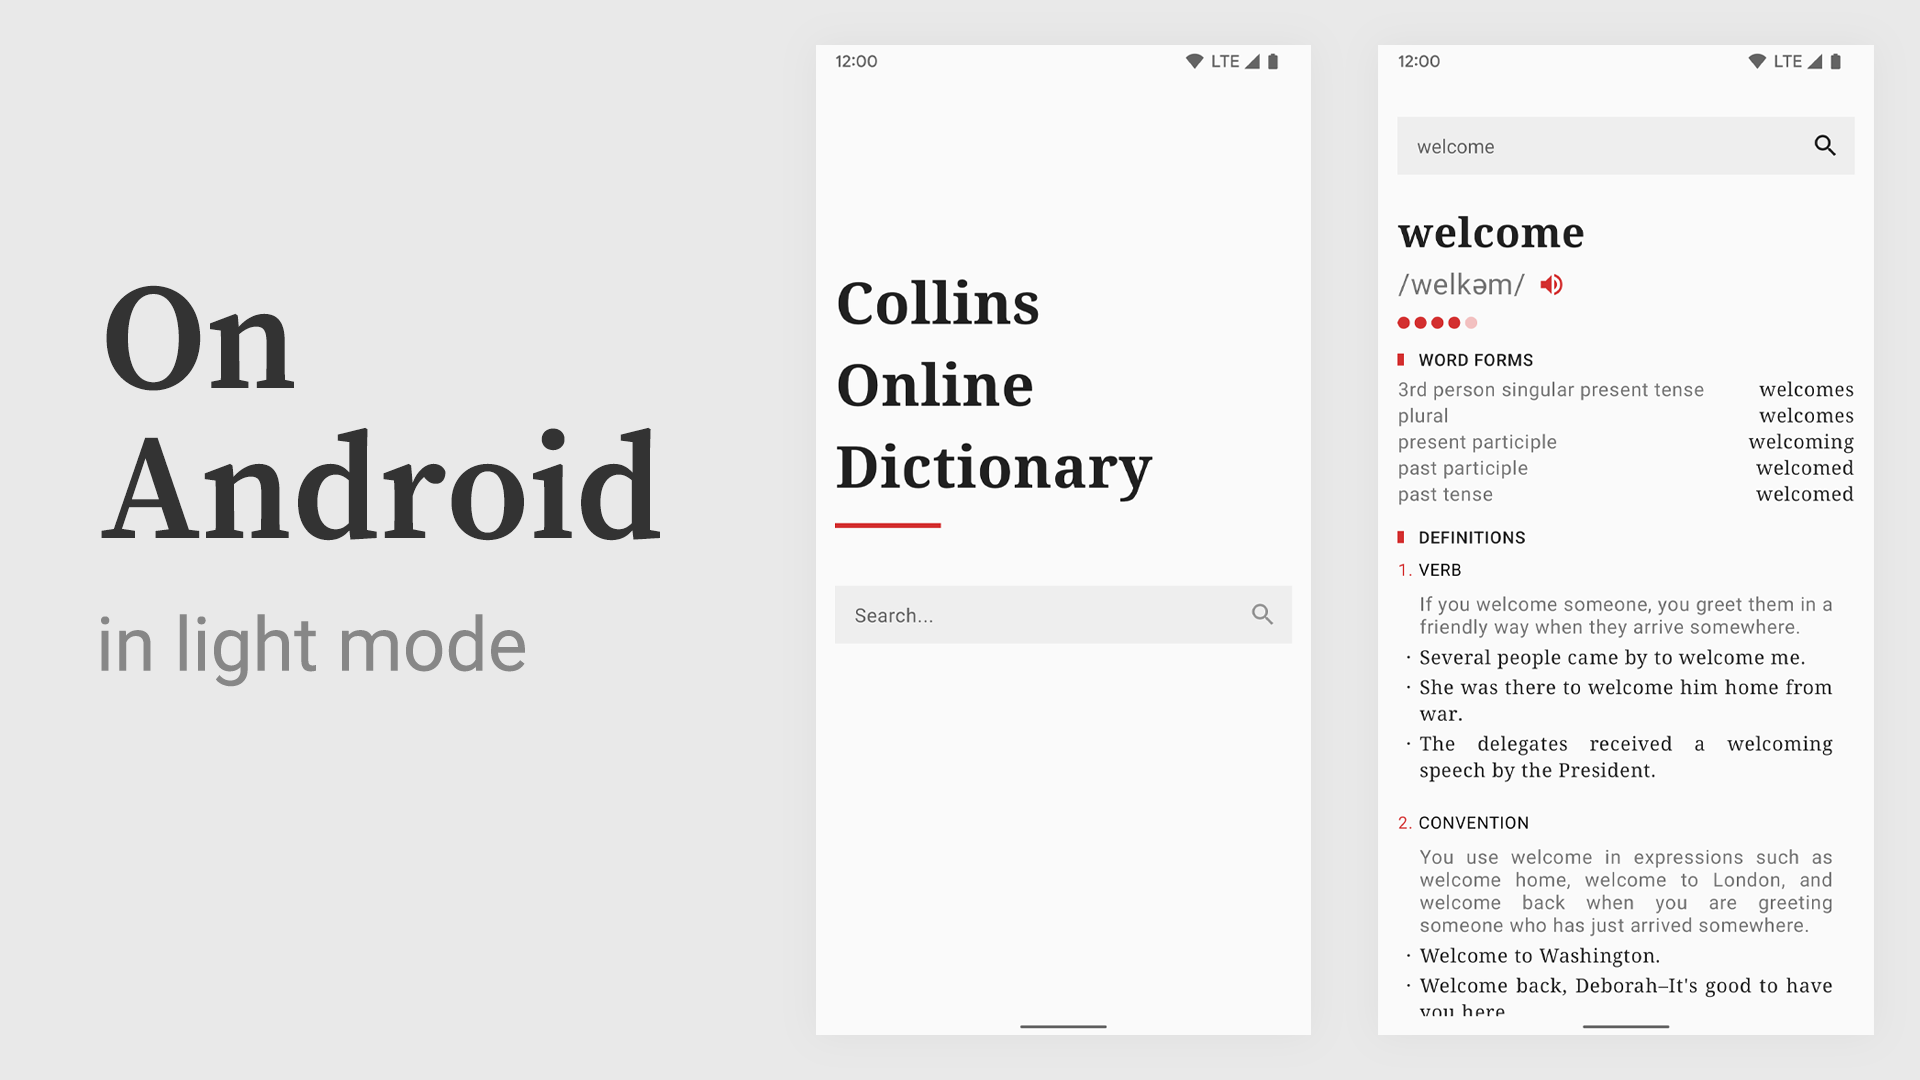 On
Android
in light mode
12:00
LTE
Collins
Online
Dictionary
Search...
12:00
LTE
welcome
welcome
/welkəm/
WORD FORMS
3rd person singular present tense welcomes
plural welcomes
present participle welcoming
past participle welcomed
past tense welcomed
DEFINITIONS
1. VERB
If you welcome someone, you greet them in a
friendly way when they arrive somewhere.
· Several people came by to welcome me.
· She was there to welcome him home from
war.
· The delegates received a welcoming
speech by the President.
2. CONVENTION
You use welcome in expressions such as
welcome home, welcome to London, and
welcome back when you are greeting
someone who has just arrived somewhere.
· Welcome to Washington.
· Welcome back, Deborah–It's good to have
you here